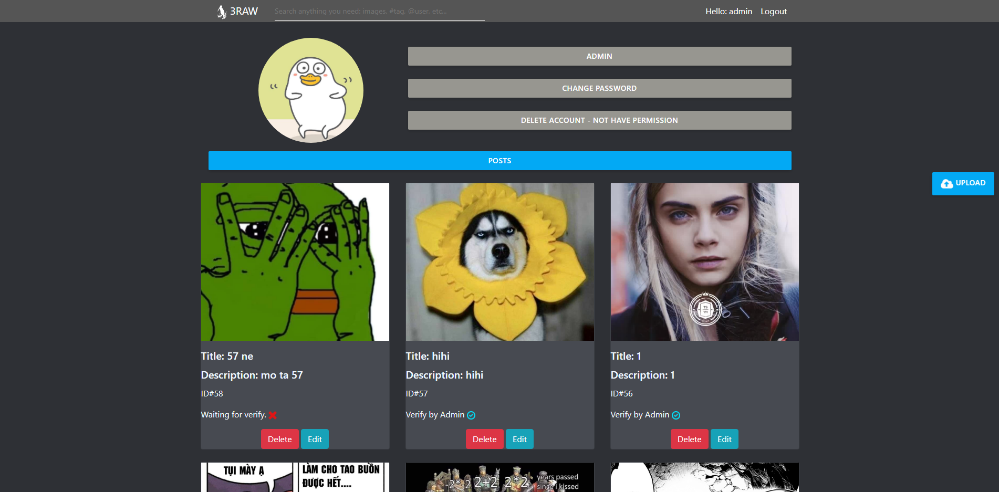 3RAW
Search anything you need: images, #tag, @user, etc...
Hello: admin
Logout
ADMIN
CHANGE PASSWORD
DELETE ACCOUNT - NOT HAVE PERMISSION
POSTS
UPLOAD
Title: 57 ne
Description: mo ta 57
ID#58
Waiting for verify.
Delete
Edit
Title: hihi
Description: hihi
ID#57
Verify by Admin
Delete
Edit
TS
YN
Title: 1
Description: 1
ID#56
Verify by Admin
Delete
Edit
TỤI MÀY Ạ
LÀM CHO TAO BUỒN
ĐƯỢC HẾT....
-2*-2
2+2
2*2
years passed
since i kissed